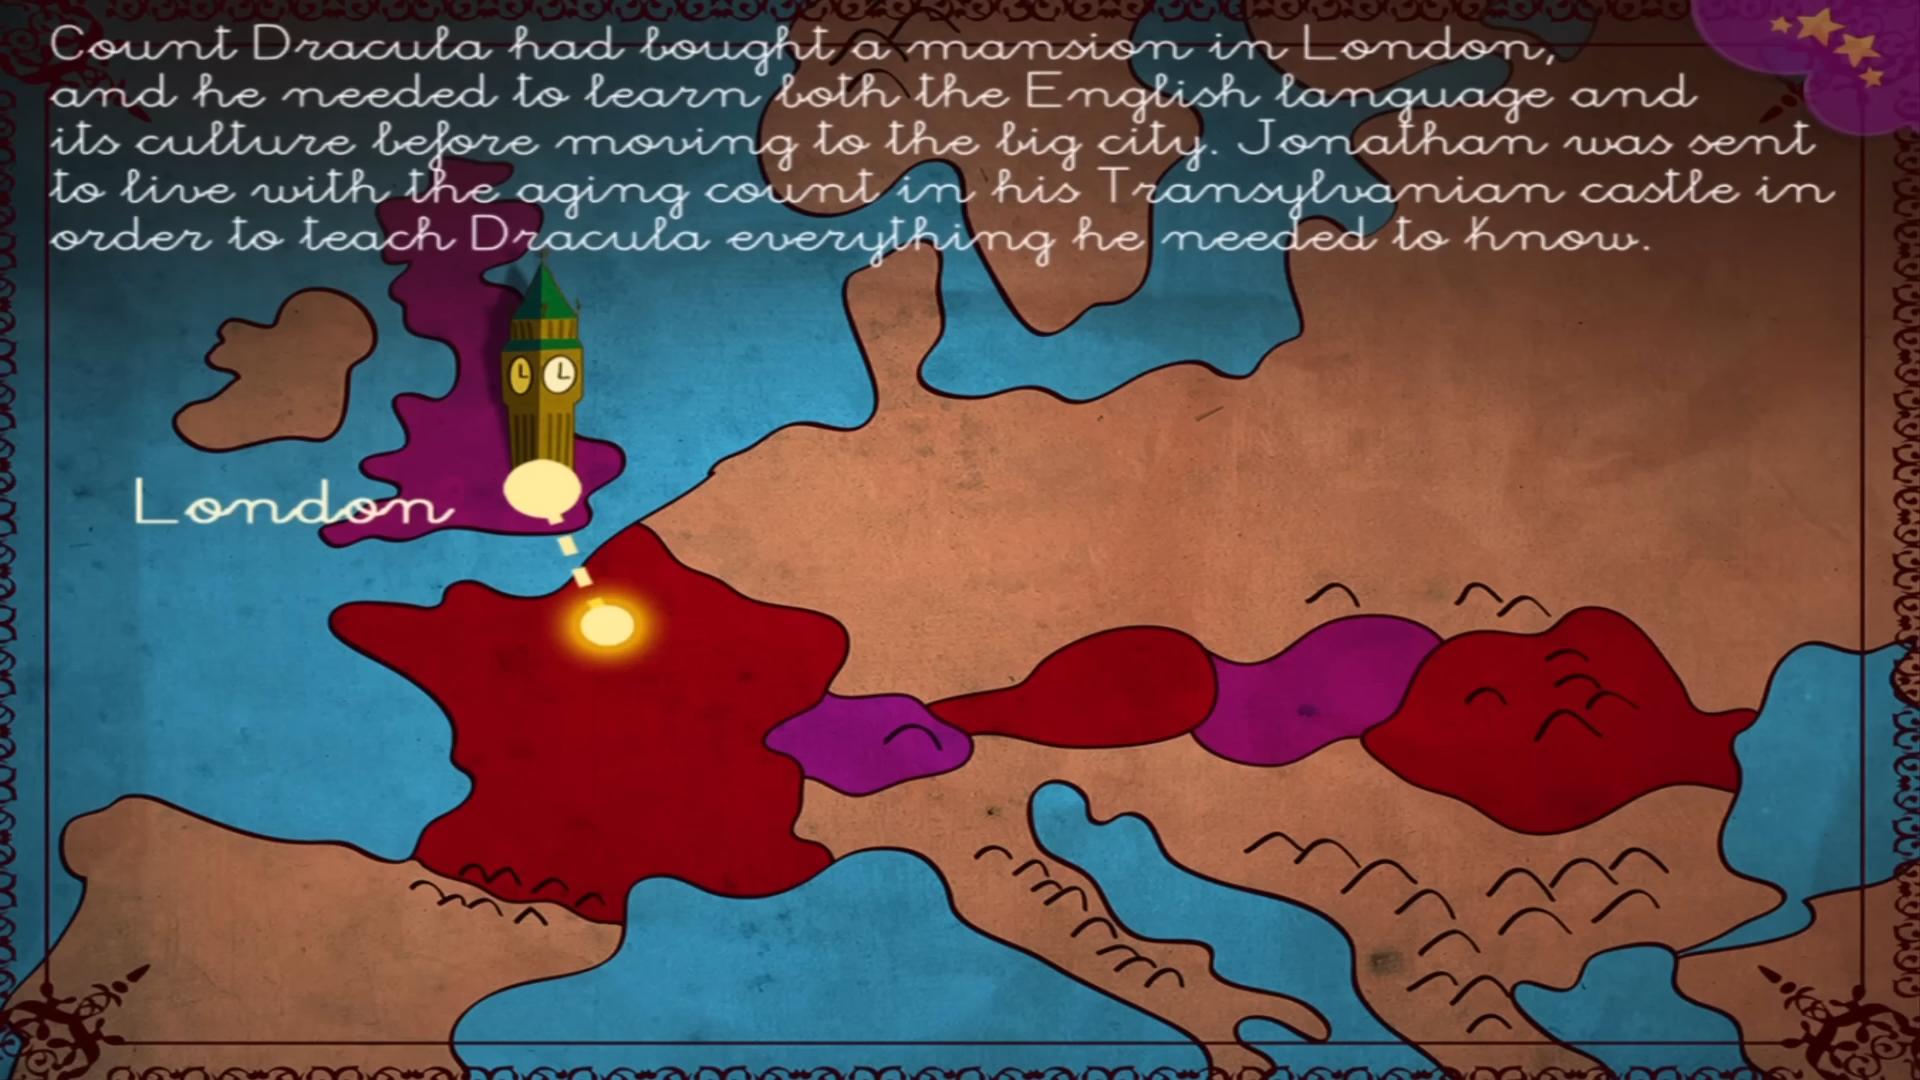 Count Dracula had bought a mansion in London,
and he needed to learn both the English language and
its culture before moving to the big city. Jonathan was sent
to live with the aging count in his Transylvanian castle in
order to teach Dracula everything he needed to know.
London